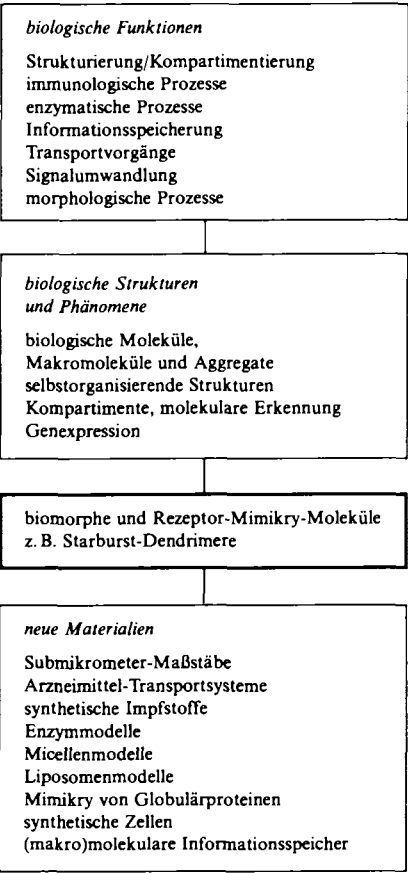 biologische Funktionen
Strukturierung/Kompartimentierung
immunologische Prozesse
enzymatische Prozesse
Informationsspeicherung
Transportvorgänge
Signalumwandlung
morphologische Prozesse
biologische Strukturen
und Phänomene
biologische Moleküle,
Makromoleküle und Aggregate
selbstorganisierende Strukturen
Kompartimente, molekulare Erkennung
Genexpression
biomorphe und Rezeptor-Mimikry-Moleküle
z. B. Starburst-Dendrimere
neue Materialien
Submikrometer-Maßstäbe
Arzneimittel-Transportsysteme
synthetische Impfstoffe
Enzymmodelle
Micellenmodelle
Liposomenmodelle
Mimikry von Globulärproteinen
synthetische Zellen
(makro)molekulare Informationsspeicher